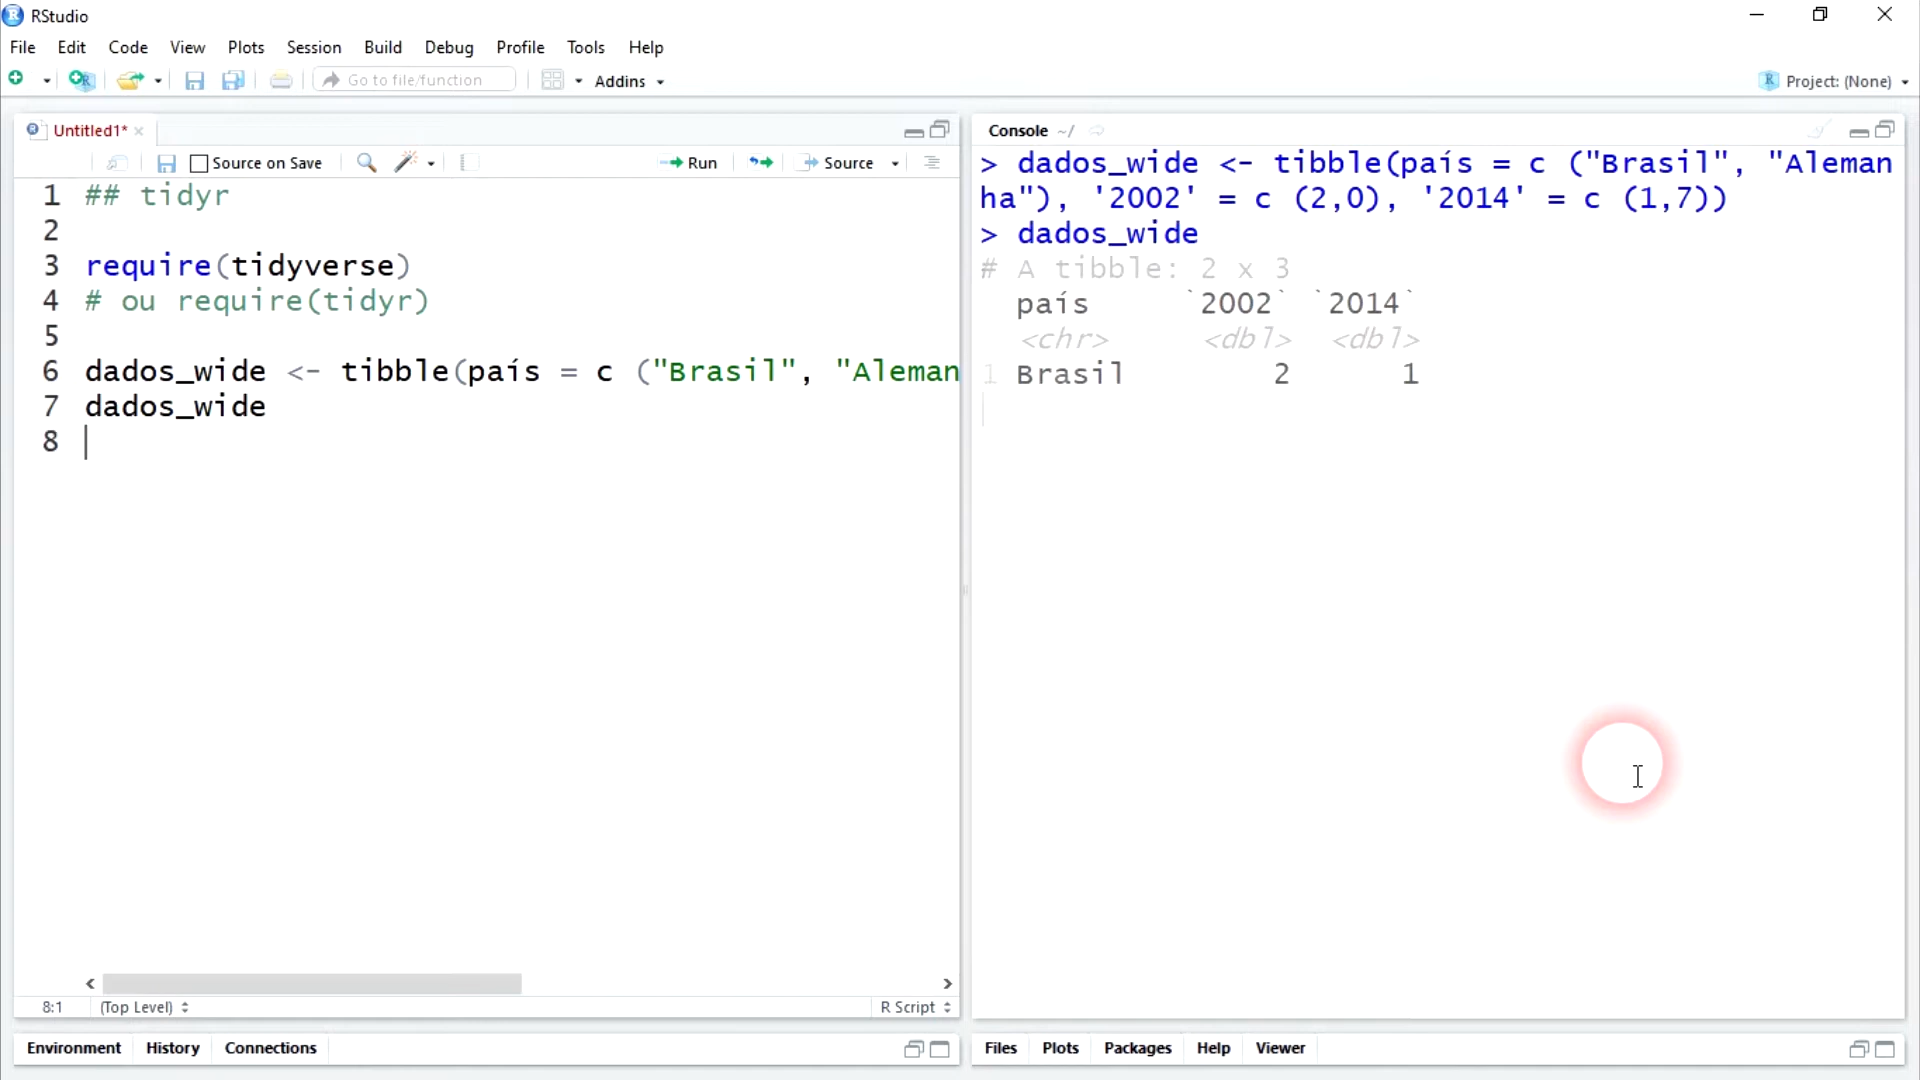 RStudio
File Edit Code View Plots Session Build Debug Profile Tools Help
Go to file/function Addins Project: (None)
Untitled1*
Source on Save Run Source
1 ## tidyr
2
3 require(tidyverse)
4 # ou require(tidyr)
5
6 dados_wide <- tibble(país = c ("Brasil", "Aleman
7 dados_wide
8
8:1 (Top Level) R Script
Environment History Connections
Console ~/
> dados_wide <- tibble(país = c ("Brasil", "Aleman
ha"), '2002' = c (2,0), '2014' = c (1,7))
> dados_wide
# A tibble: 2 x 3
país `2002` `2014`
<chr> <dbl> <dbl>
1 Brasil 2 1
Files Plots Packages Help Viewer